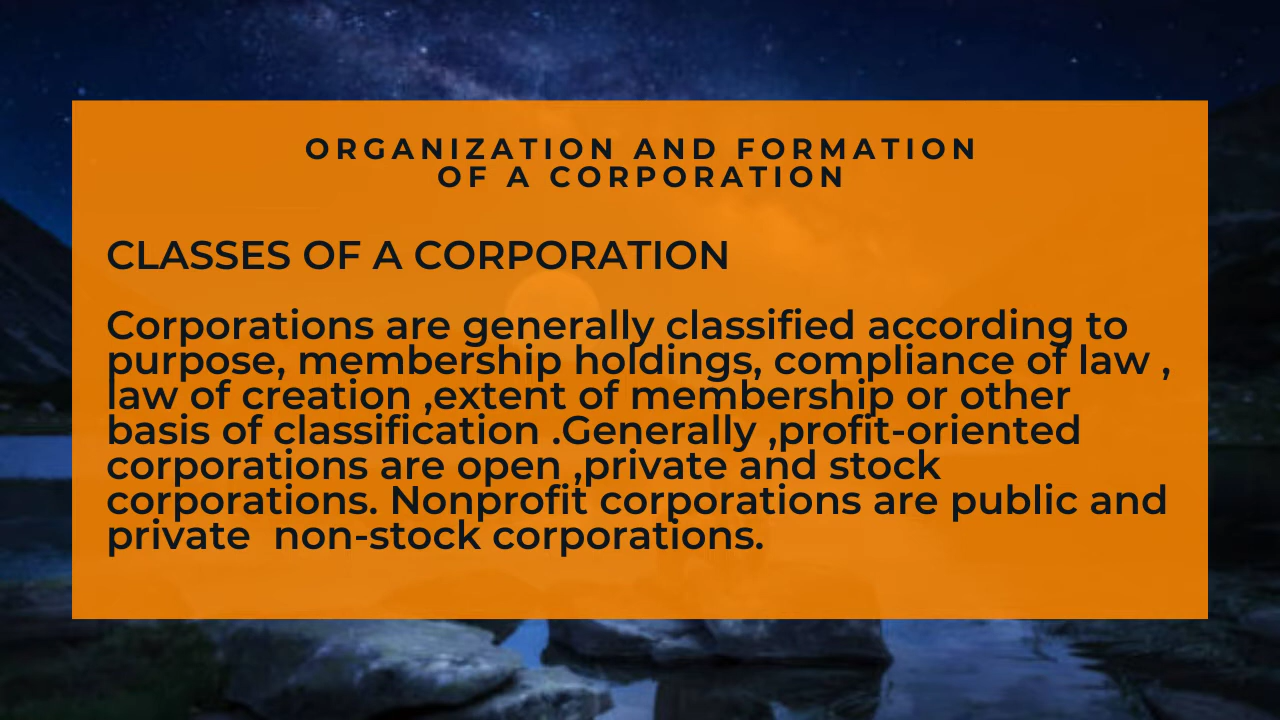 ORGANIZATION AND FORMATION
OF A CORPORATION
CLASSES OF A CORPORATION
Corporations are generally classified according to
purpose, membership holdings, compliance of law ,
law of creation ,extent of membership or other
basis of classification .Generally ,profit-oriented
corporations are open ,private and stock
corporations. Nonprofit corporations are public and
private  non-stock corporations.